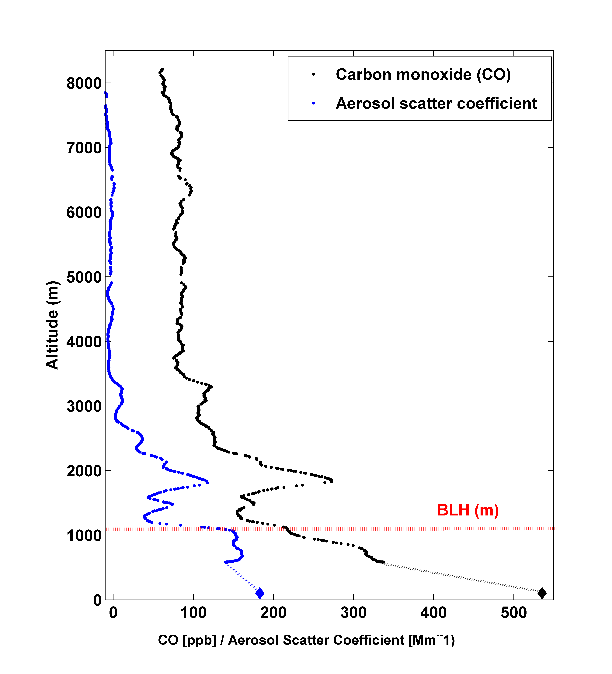 8000
7000
6000
5000
4000
3000
2000
1000
0
Altitude (m)
Carbon monoxide (CO)
Aerosol scatter coefficient
BLH (m)
0 100 200 300 400 500
CO [ppb] / Aerosol Scatter Coefficient [Mm⁻1)